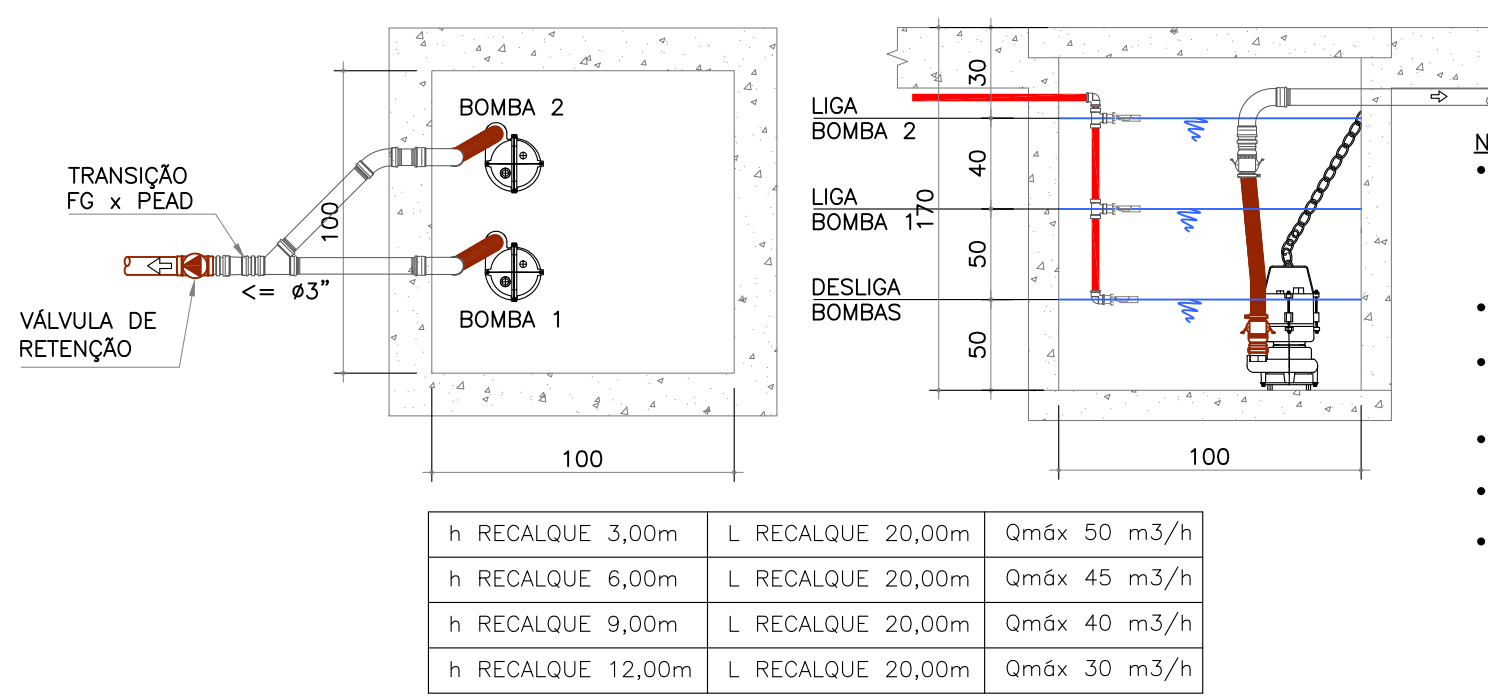 BOMBA 2
TRANSIÇÃO
FG x PEAD
100
<= ø3"
VÁLVULA DE
RETENÇÃO
BOMBA 1
100
LIGA
BOMBA 2
LIGA
BOMBA 1
DESLIGA
BOMBAS
30
40
170
50
50
100
N
h RECALQUE 3,00m L RECALQUE 20,00m Qmáx 50 m3/h
h RECALQUE 6,00m L RECALQUE 20,00m Qmáx 45 m3/h
h RECALQUE 9,00m L RECALQUE 20,00m Qmáx 40 m3/h
h RECALQUE 12,00m L RECALQUE 20,00m Qmáx 30 m3/h